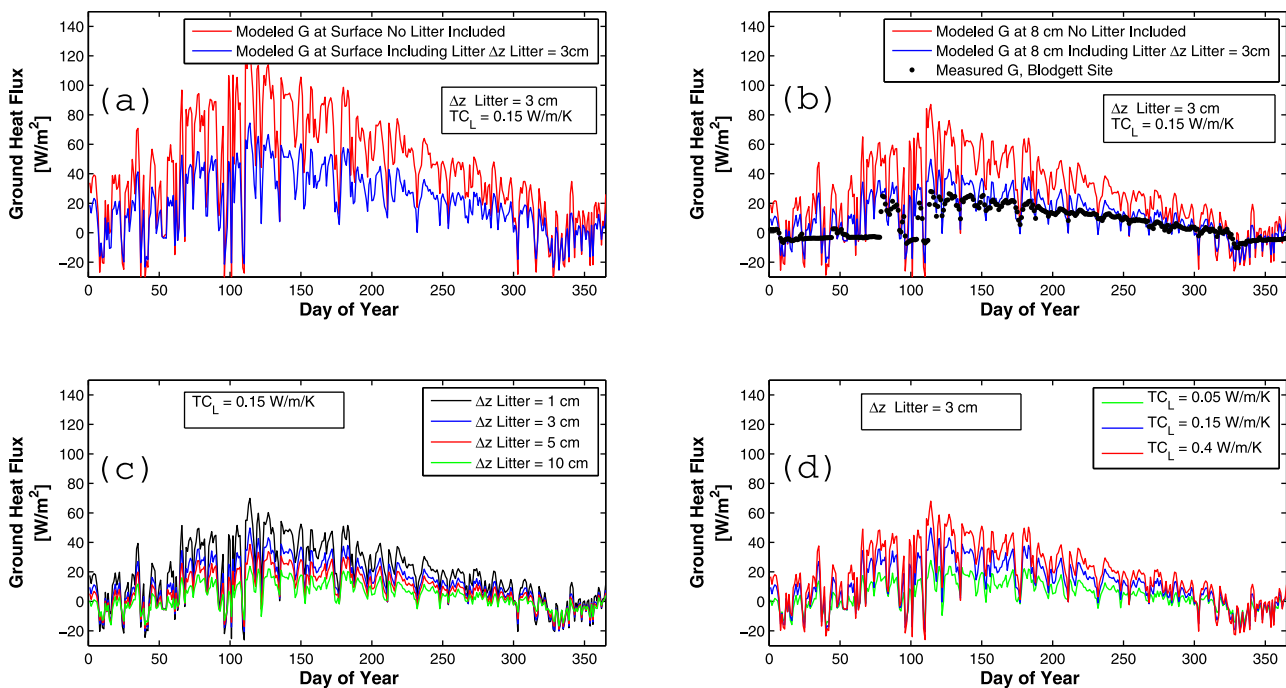 140
120
100
80
60
40
20
0
−20
Ground Heat Flux
[W/m²]
(a)
Modeled G at Surface No Litter Included
Modeled G at Surface Including Litter Δz Litter = 3cm
Δz Litter = 3 cm
TC_L = 0.15 W/m/K
0 50 100 150 200 250 300 350
Day of Year
140
120
100
80
60
40
20
0
−20
Ground Heat Flux
[W/m²]
(b)
Modeled G at 8 cm No Litter Included
Modeled G at 8 cm Including Litter Δz Litter = 3cm
Measured G, Blodgett Site
Δz Litter = 3 cm
TC_L = 0.15 W/m/K
0 50 100 150 200 250 300 350
Day of Year
140
120
100
80
60
40
20
0
−20
Ground Heat Flux
[W/m²]
(c)
TC_L = 0.15 W/m/K
Δz Litter = 1 cm
Δz Litter = 3 cm
Δz Litter = 5 cm
Δz Litter = 10 cm
0 50 100 150 200 250 300 350
Day of Year
140
120
100
80
60
40
20
0
−20
Ground Heat Flux
[W/m²]
(d)
Δz Litter = 3 cm
TC_L = 0.05 W/m/K
TC_L = 0.15 W/m/K
TC_L = 0.4 W/m/K
0 50 100 150 200 250 300 350
Day of Year